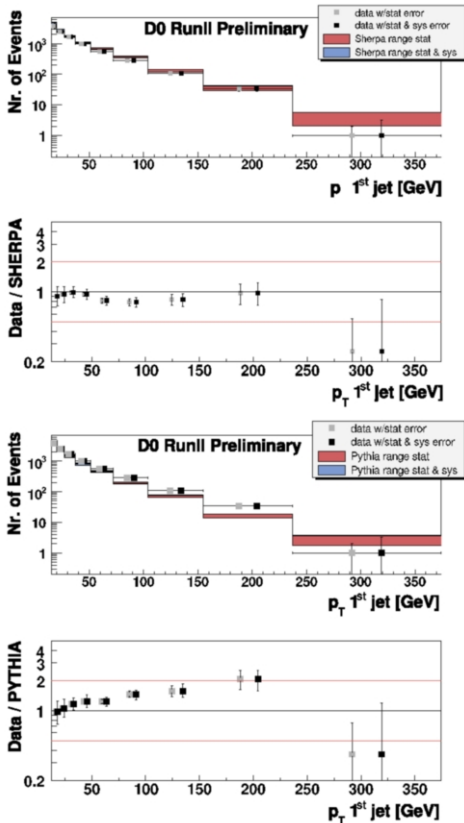 D0 RunII Preliminary
data w/stat error
data w/stat & sys error
Sherpa range stat
Sherpa range stat & sys
Nr. of Events
10³
10²
10
1
50 100 150 200 250 300 350
p 1st jet [GeV]
Data / SHERPA
4
2
1
0.2
50 100 150 200 250 300 350
pT 1st jet [GeV]
D0 RunII Preliminary
data w/stat error
data w/stat & sys error
Pythia range stat
Pythia range stat & sys
Nr. of Events
10³
10²
10
1
50 100 150 200 250 300 350
pT 1st jet [GeV]
Data / PYTHIA
4
2
1
0.2
50 100 150 200 250 300 350
pT 1st jet [GeV]